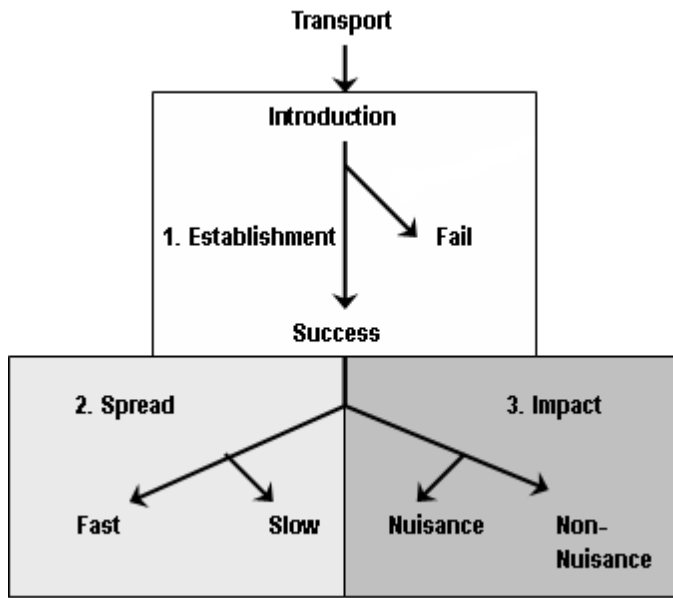 Transport
Introduction
1. Establishment
Fail
Success
2. Spread
3. Impact
Fast
Slow
Nuisance
Non-
Nuisance